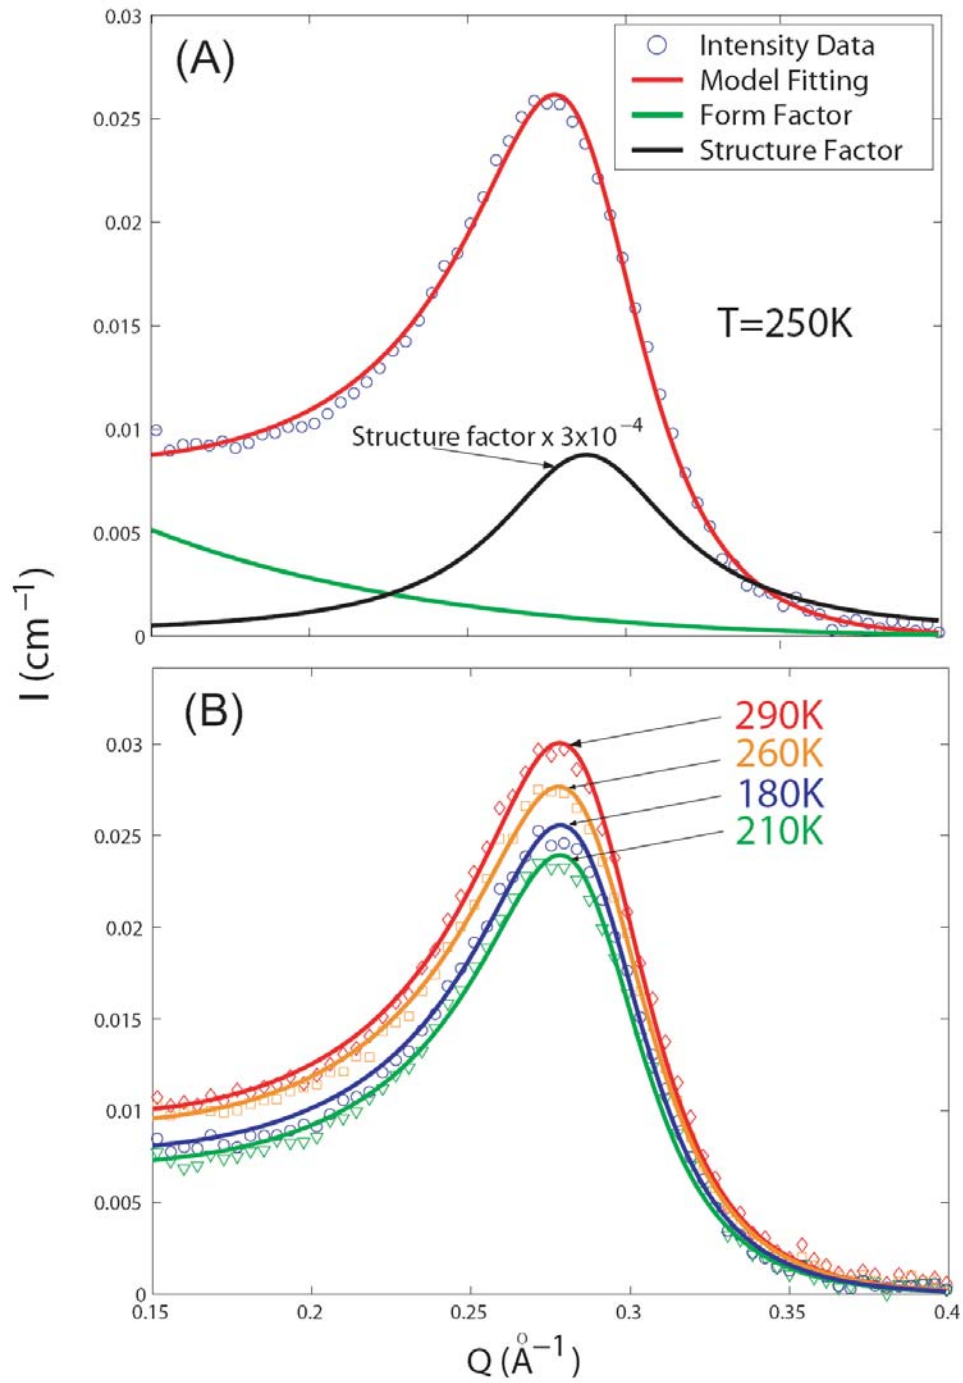 0.03
(A)
Intensity Data
Model Fitting
Form Factor
Structure Factor
0.025
0.02
0.015
T=250K
0.01
Structure factor x 3x10⁻⁴
0.005
0
I (cm⁻¹)
(B)
290K
0.03
260K
180K
0.025
210K
0.02
0.015
0.01
0.005
0
0.15 0.2 0.25 0.3 0.35 0.4
Q (Å⁻¹)